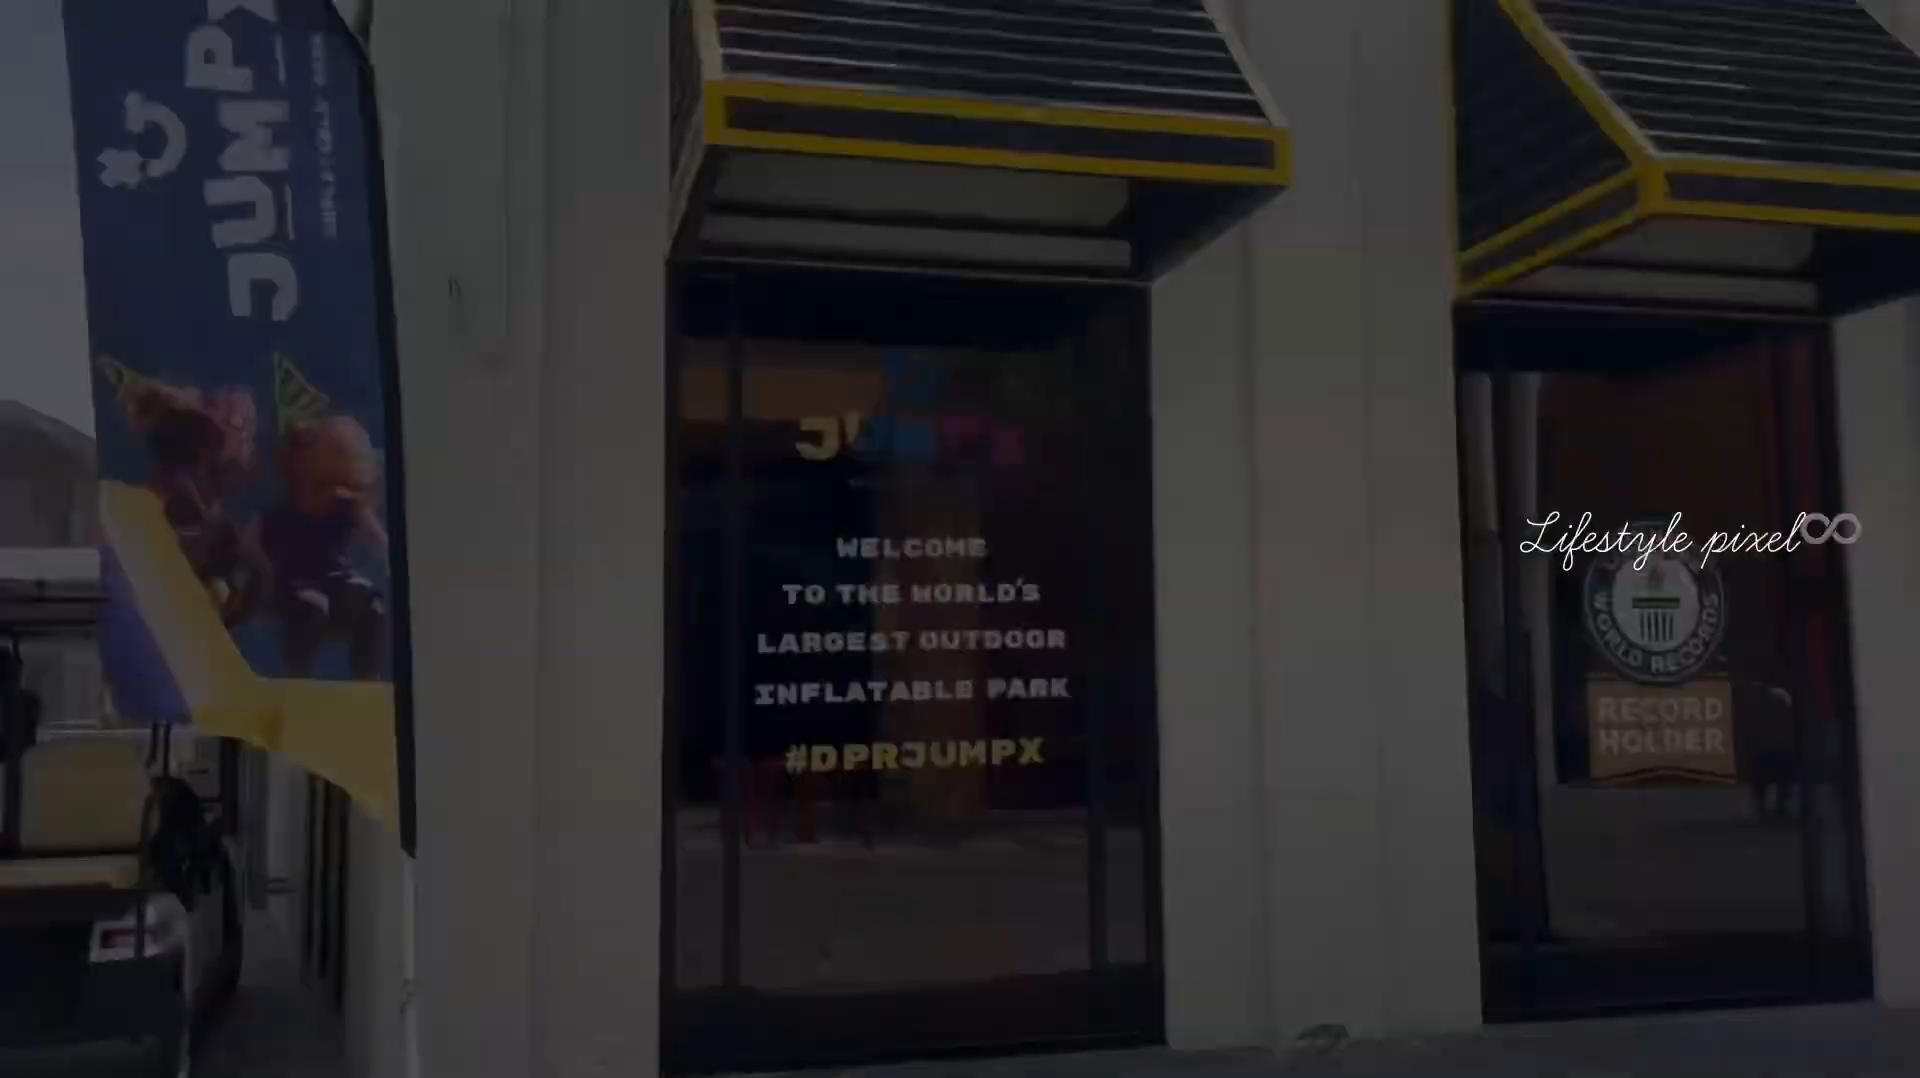 JUMPX
WELCOME
TO THE WORLD'S
LARGEST OUTDOOR
INFLATABLE PARK
#DPRJUMPX
Lifestyle pixel
WORLD RECORDS
RECORD
HOLDER